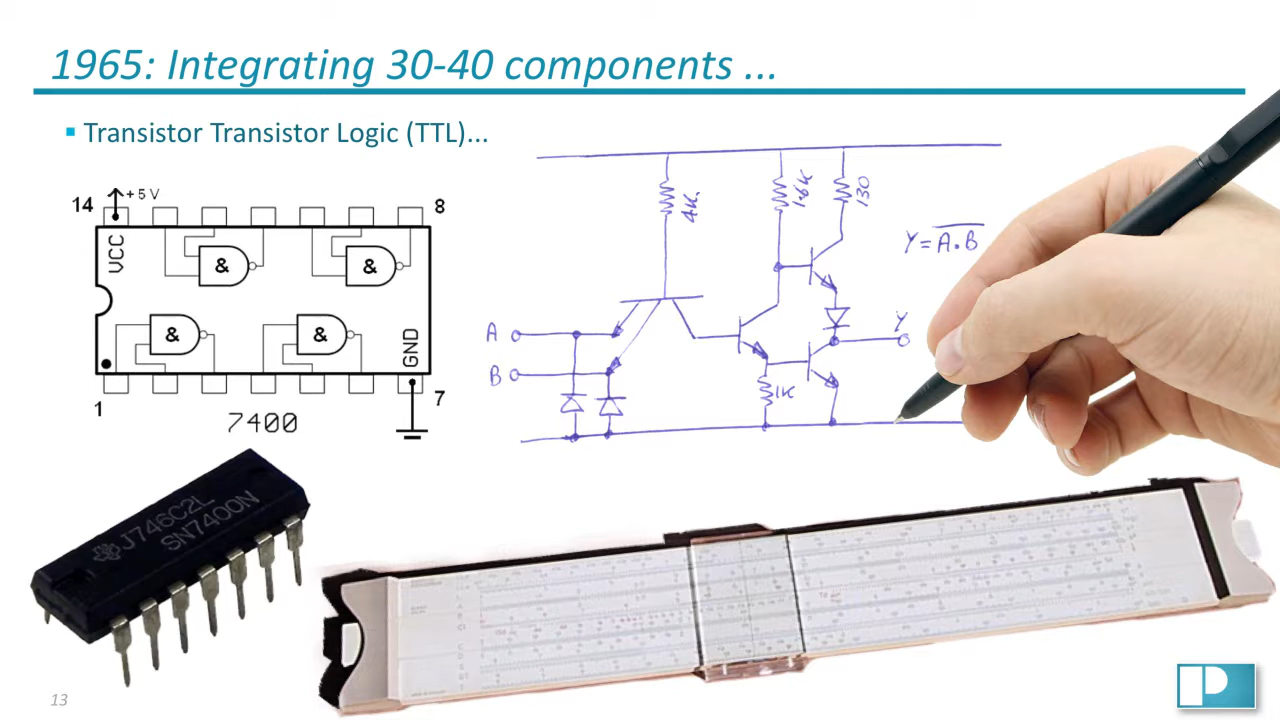 1965: Integrating 30-40 components ...
Transistor Transistor Logic (TTL)...
14
+5V
8
VCC
&
&
&
&
GND
1
7
7400
4K.
1.6K
130
Y=A.B
A
Y
B
1K
J746C2L
SN7400N
13
P